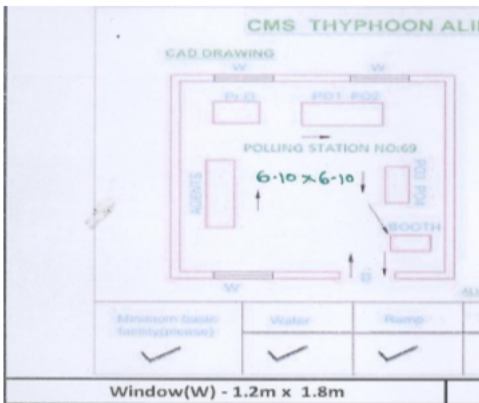 CMS THYPHOON ALI
CAD DRAWING
W W
Pr.O PO1 PO2
POLLING STATION NO:69
6.10 x 6.10
AGENTS
PO3 PO4
BOOTH
W D
Minimum basic Water Ramp
facility(please)
Window(W) - 1.2m x 1.8m